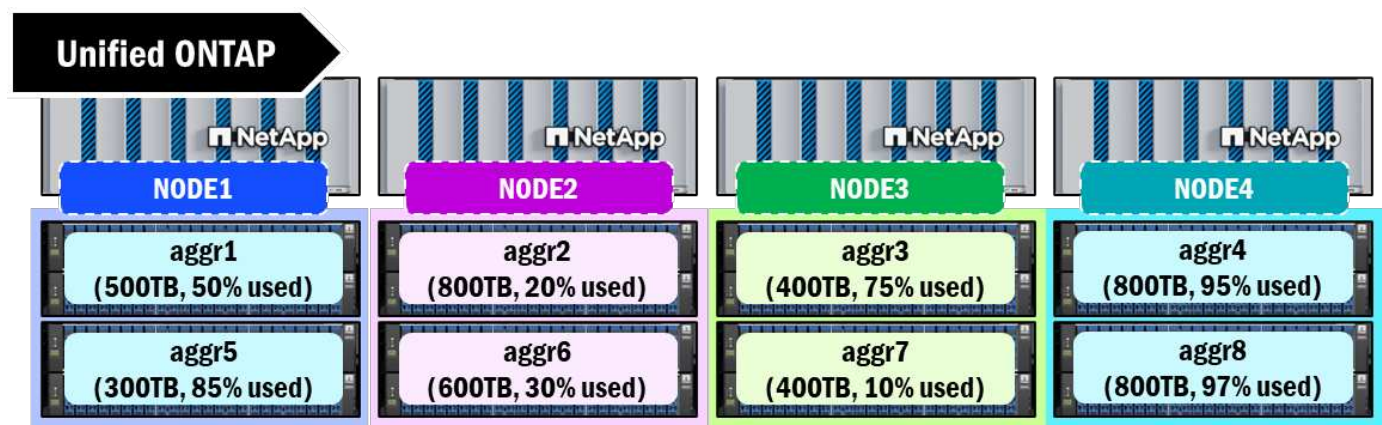 Unified ONTAP
NetApp
NetApp
NetApp
NetApp
NODE1
NODE2
NODE3
NODE4
aggr1
(500TB, 50% used)
aggr2
(800TB, 20% used)
aggr3
(400TB, 75% used)
aggr4
(800TB, 95% used)
aggr5
(300TB, 85% used)
aggr6
(600TB, 30% used)
aggr7
(400TB, 10% used)
aggr8
(800TB, 97% used)